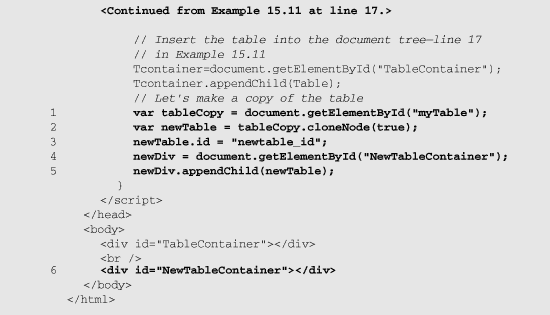 <Continued from Example 15.11 at line 17.>
// Insert the table into the document tree—line 17
// in Example 15.11
Tcontainer=document.getElementById("TableContainer");
Tcontainer.appendChild(Table);
// Let's make a copy of the table
1 var tableCopy = document.getElementById("myTable");
2 var newTable = tableCopy.cloneNode(true);
3 newTable.id = "newtable_id";
4 newDiv = document.getElementById("NewTableContainer");
5 newDiv.appendChild(newTable);
}
</script>
</head>
<body>
<div id="TableContainer"></div>
<br />
6 <div id="NewTableContainer"></div>
</body>
</html>